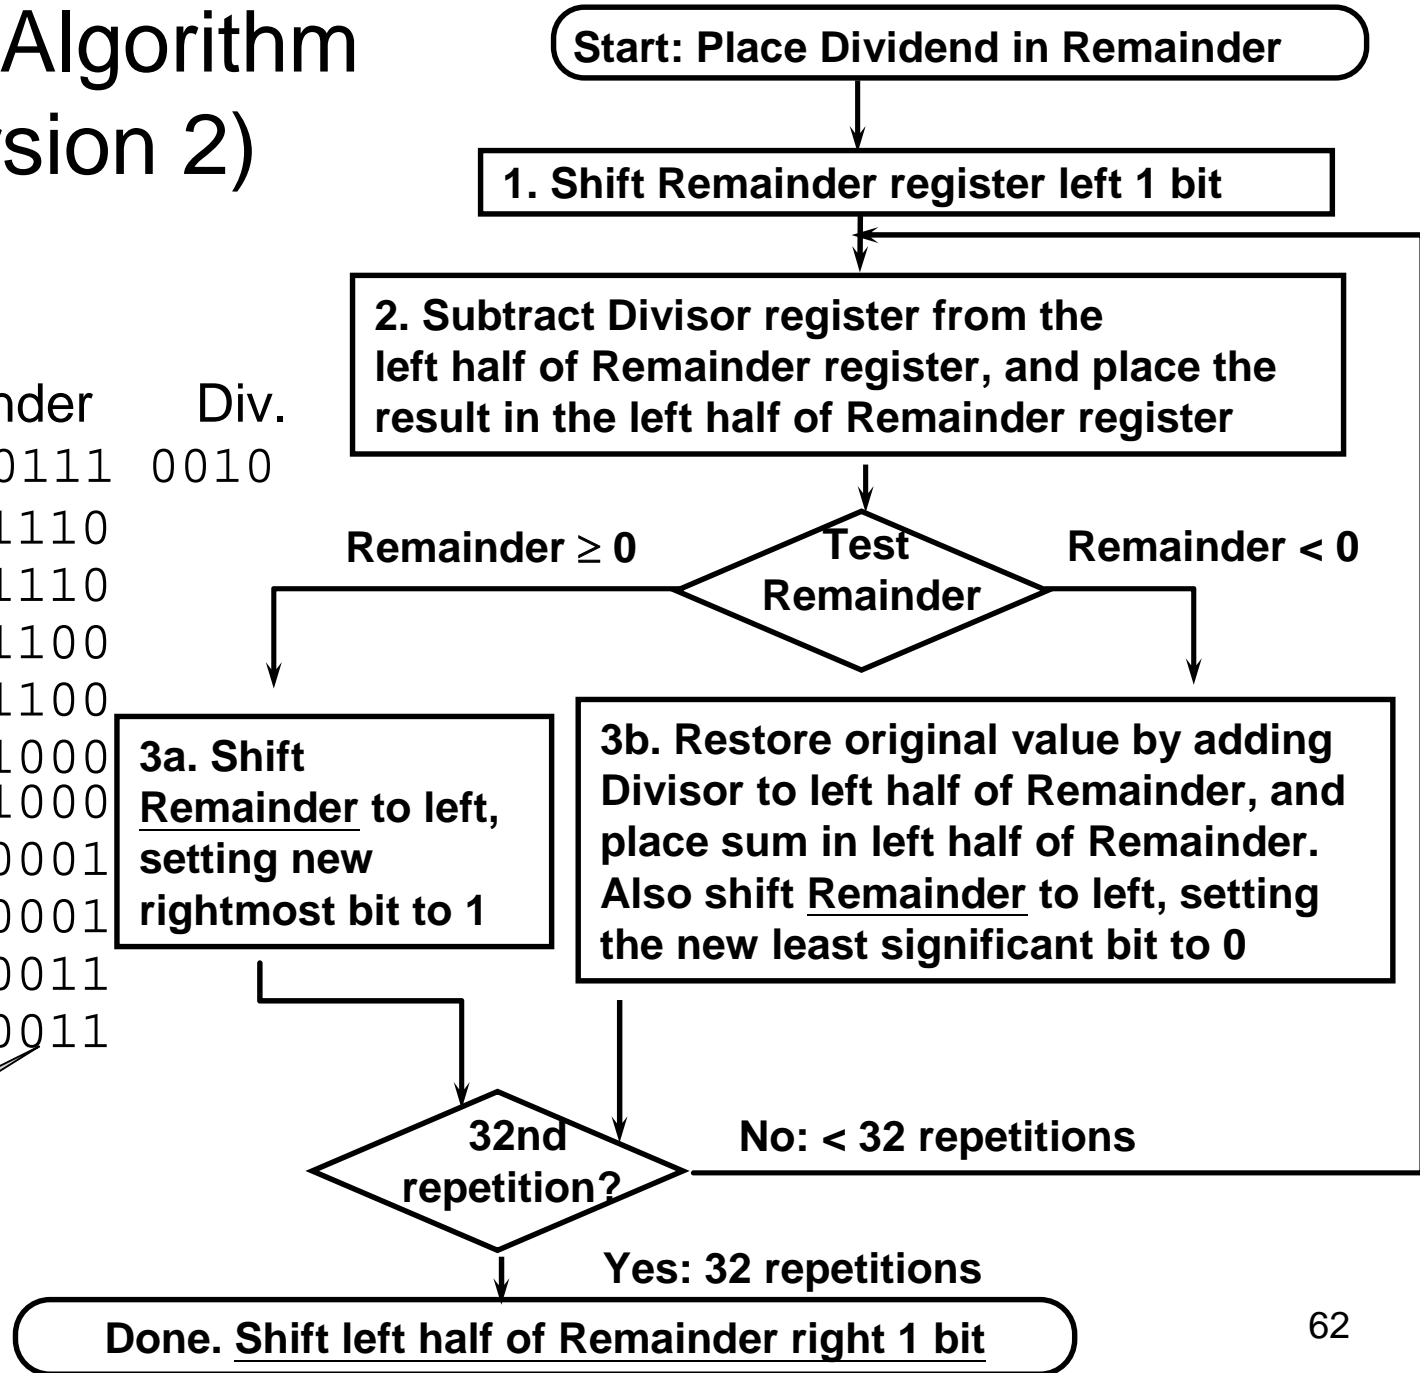 Algorithm
rsion 2)
nder Div.
0111 0010
1110
1110
1100
1100
1000
1000
0001
0001
0011
0011
Start: Place Dividend in Remainder
1. Shift Remainder register left 1 bit
2. Subtract Divisor register from the
left half of Remainder register, and place the
result in the left half of Remainder register
Test
Remainder
Remainder ≥ 0
Remainder < 0
3a. Shift
Remainder to left,
setting new
rightmost bit to 1
3b. Restore original value by adding
Divisor to left half of Remainder, and
place sum in left half of Remainder.
Also shift Remainder to left, setting
the new least significant bit to 0
32nd
repetition?
No: < 32 repetitions
Yes: 32 repetitions
Done. Shift left half of Remainder right 1 bit
62